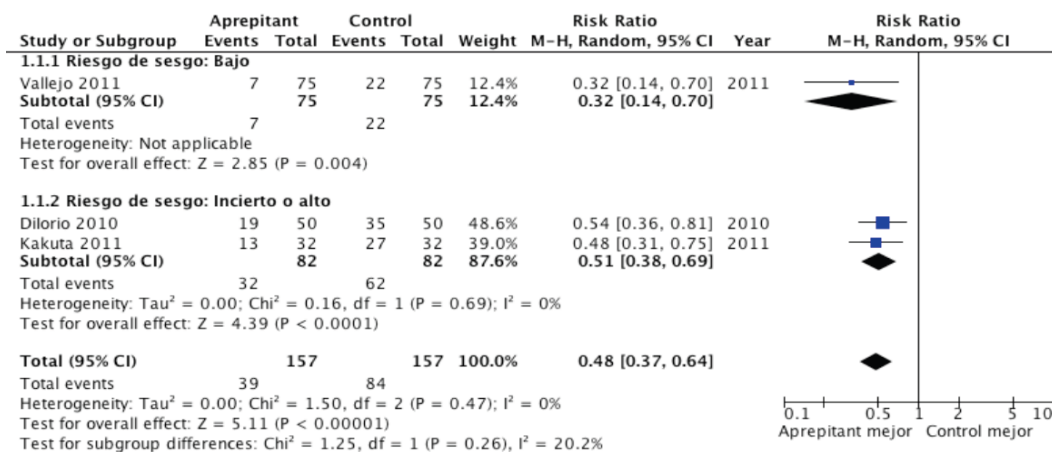 Aprepitant Control Risk Ratio Risk Ratio
Study or Subgroup Events Total Events Total Weight M-H, Random, 95% CI Year M-H, Random, 95% CI
1.1.1 Riesgo de sesgo: Bajo
Vallejo 2011 7 75 22 75 12.4% 0.32 [0.14, 0.70] 2011
Subtotal (95% CI) 75 75 12.4% 0.32 [0.14, 0.70]
Total events 7 22
Heterogeneity: Not applicable
Test for overall effect: Z = 2.85 (P = 0.004)
1.1.2 Riesgo de sesgo: Incierto o alto
DiIorio 2010 19 50 35 50 48.6% 0.54 [0.36, 0.81] 2010
Kakuta 2011 13 32 27 32 39.0% 0.48 [0.31, 0.75] 2011
Subtotal (95% CI) 82 82 87.6% 0.51 [0.38, 0.69]
Total events 32 62
Heterogeneity: Tau² = 0.00; Chi² = 0.16, df = 1 (P = 0.69); I² = 0%
Test for overall effect: Z = 4.39 (P < 0.0001)
Total (95% CI) 157 157 100.0% 0.48 [0.37, 0.64]
Total events 39 84
Heterogeneity: Tau² = 0.00; Chi² = 1.50, df = 2 (P = 0.47); I² = 0%
Test for overall effect: Z = 5.11 (P < 0.00001)
Test for subgroup differences: Chi² = 1.25, df = 1 (P = 0.26), I² = 20.2%
0.1 0.5 1 2 5 10
Aprepitant mejor Control mejor